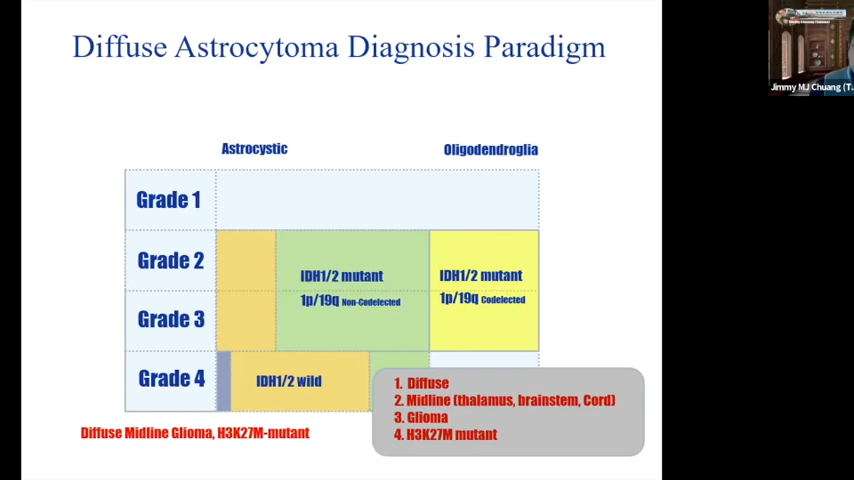 Diffuse Astrocytoma Diagnosis Paradigm
Jimmy MJ Chuang (T...
Astrocystic
Oligodendroglia
Grade 1
Grade 2
IDH1/2 mutant
IDH1/2 mutant
1p/19q Non-Codelected
1p/19q Codelected
Grade 3
Grade 4
IDH1/2 wild
1. Diffuse
2. Midline (thalamus, brainstem, Cord)
3. Glioma
4. H3K27M mutant
Diffuse Midline Glioma, H3K27M-mutant